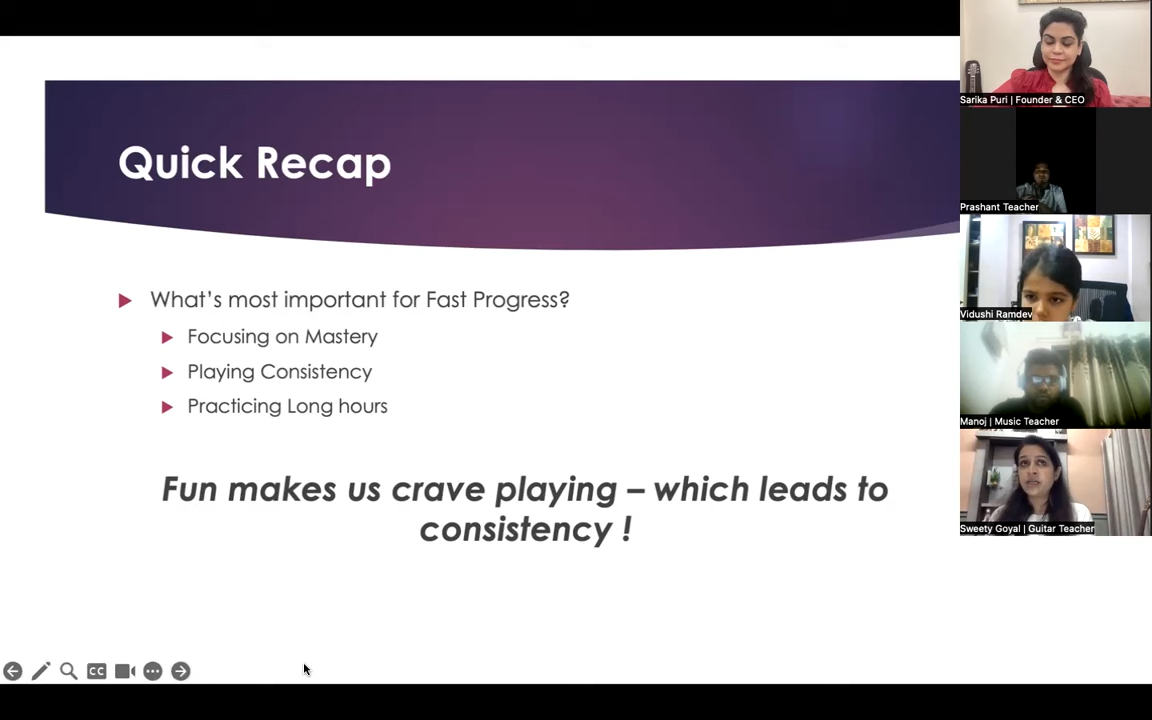 Quick Recap
What's most important for Fast Progress?
Focusing on Mastery
Playing Consistency
Practicing Long hours
Fun makes us crave playing – which leads to
consistency !
CC
Sarika Puri | Founder & CEO
Prashant Teacher
Vidushi Ramdev
Manoj | Music Teacher
Sweety Goyal | Guitar Teacher